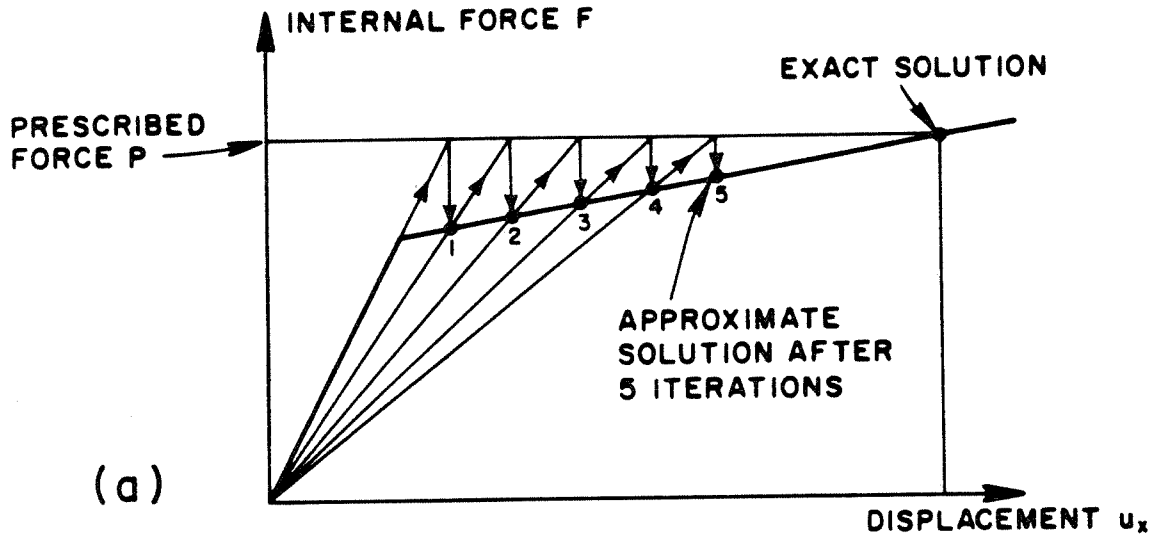 INTERNAL FORCE F
EXACT SOLUTION
PRESCRIBED
FORCE P
1
2
3
4
5
APPROXIMATE
SOLUTION AFTER
5 ITERATIONS
(a)
DISPLACEMENT ux